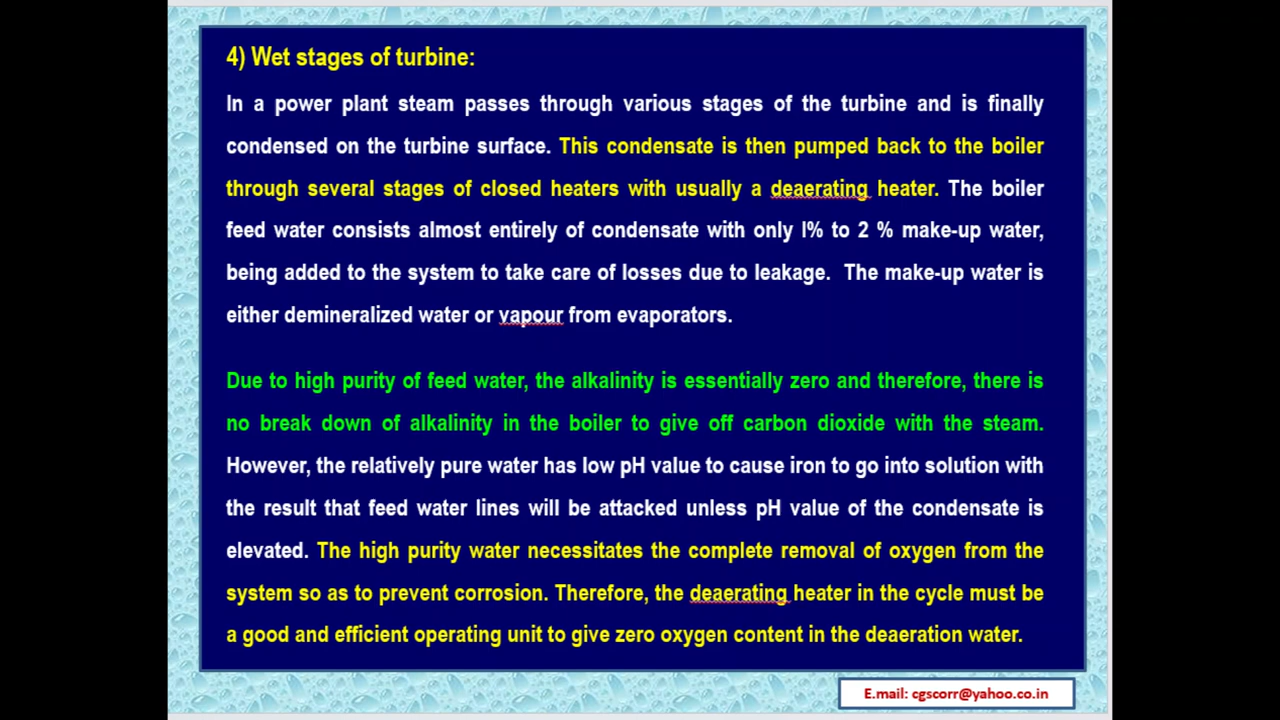 4) Wet stages of turbine:
In a power plant steam passes through various stages of the turbine and is finally
condensed on the turbine surface. This condensate is then pumped back to the boiler
through several stages of closed heaters with usually a deaerating heater. The boiler
feed water consists almost entirely of condensate with only l% to 2 % make-up water,
being added to the system to take care of losses due to leakage. The make-up water is
either demineralized water or vapour from evaporators.
Due to high purity of feed water, the alkalinity is essentially zero and therefore, there is
no break down of alkalinity in the boiler to give off carbon dioxide with the steam.
However, the relatively pure water has low pH value to cause iron to go into solution with
the result that feed water lines will be attacked unless pH value of the condensate is
elevated. The high purity water necessitates the complete removal of oxygen from the
system so as to prevent corrosion. Therefore, the deaerating heater in the cycle must be
a good and efficient operating unit to give zero oxygen content in the deaeration water.
E.mail: cgscorr@yahoo.co.in